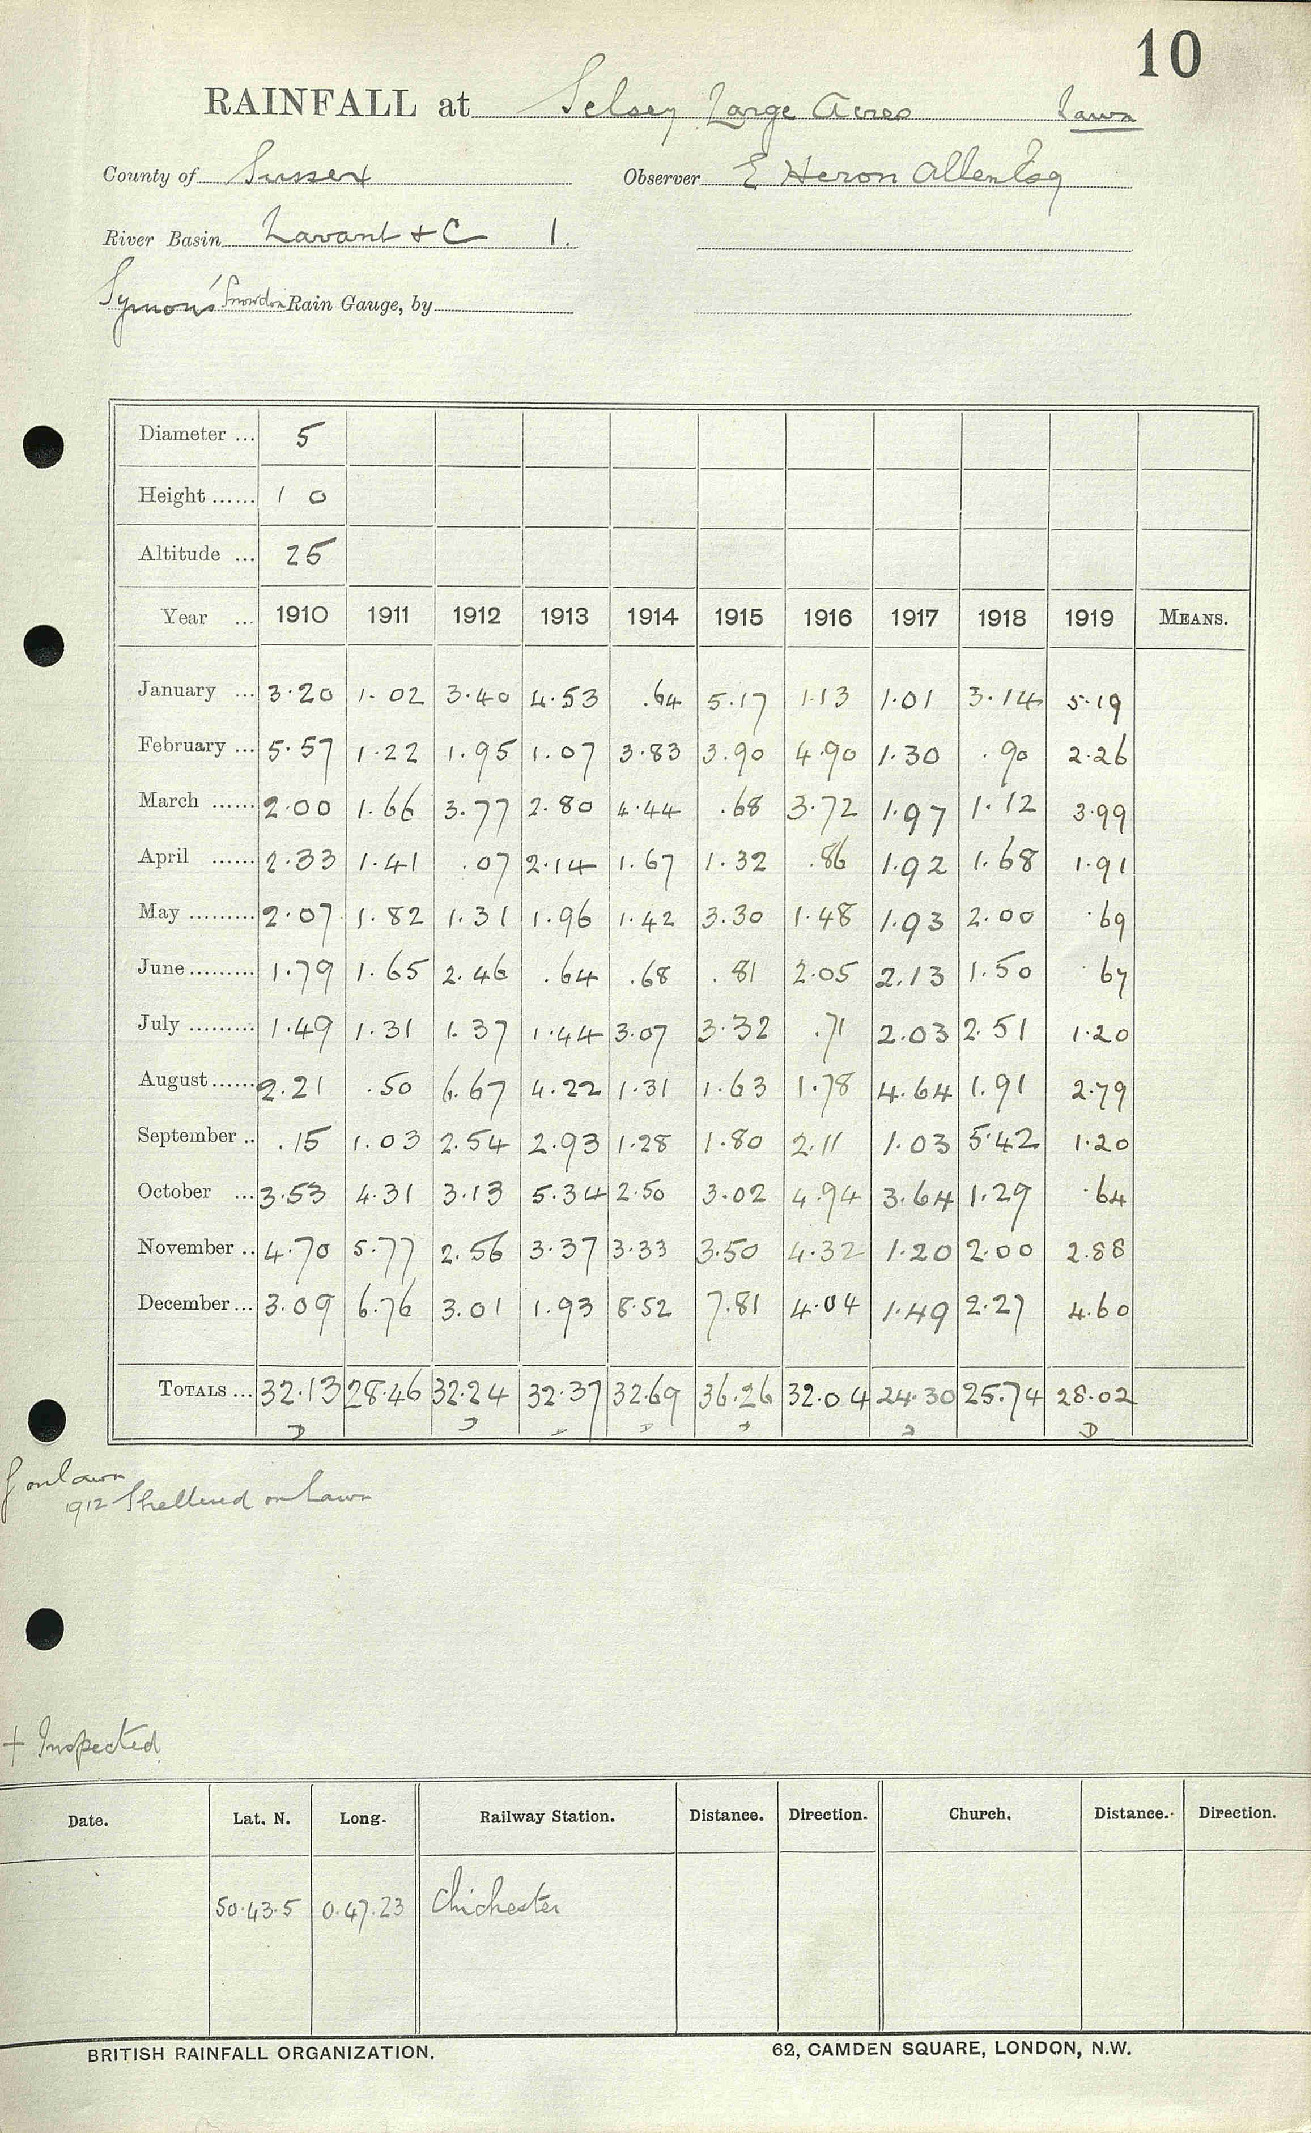 10
RAINFALL at Selsey Large Acres Lawn
County of Sussex Observer E Heron Allen Esq
River Basin Lavant & C 1.
Symons' Snowdon Rain Gauge, by
Diameter ... 5
Height ...... 1 0
Altitude ... 25
Year ... 1910 1911 1912 1913 1914 1915 1916 1917 1918 1919 MEANS.
January ... 3.20 1.02 3.40 4.53 .64 5.17 1.13 1.01 3.14 5.19
February ... 5.57 1.22 1.95 1.07 3.83 3.90 4.90 1.30 .90 2.26
March ...... 2.00 1.66 3.77 2.80 4.44 .68 3.72 1.97 1.12 3.99
April ...... 2.33 1.41 .07 2.14 1.67 1.32 .86 1.92 1.68 1.91
May ......... 2.07 1.82 1.31 1.96 1.42 3.30 1.48 1.93 2.00 .69
June ......... 1.79 1.65 2.46 .64 .68 .81 2.05 2.13 1.50 .67
July ......... 1.49 1.31 1.37 1.44 3.07 3.32 .71 2.03 2.51 1.20
August ...... 2.21 .50 6.67 4.22 1.31 1.63 1.78 4.64 1.91 2.79
September .. .15 1.03 2.54 2.93 1.28 1.80 2.11 1.03 5.42 1.20
October ... 3.53 4.31 3.13 5.34 2.50 3.02 4.94 3.64 1.29 .64
November .. 4.70 5.77 2.56 3.37 3.33 3.50 4.32 1.20 2.00 2.88
December ... 3.09 6.76 3.01 1.93 8.52 7.81 4.04 1.49 2.27 4.60
TOTALS ... 32.13 28.46 32.24 32.37 32.69 36.26 32.04 24.30 25.74 28.02
on Lawn
1912 Sheltered on Lawn
+ Inspected
Date. Lat. N. Long. Railway Station. Distance. Direction. Church. Distance. Direction.
50.43.5 0.47.23 Chichester
BRITISH RAINFALL ORGANIZATION. 62, CAMDEN SQUARE, LONDON, N.W.